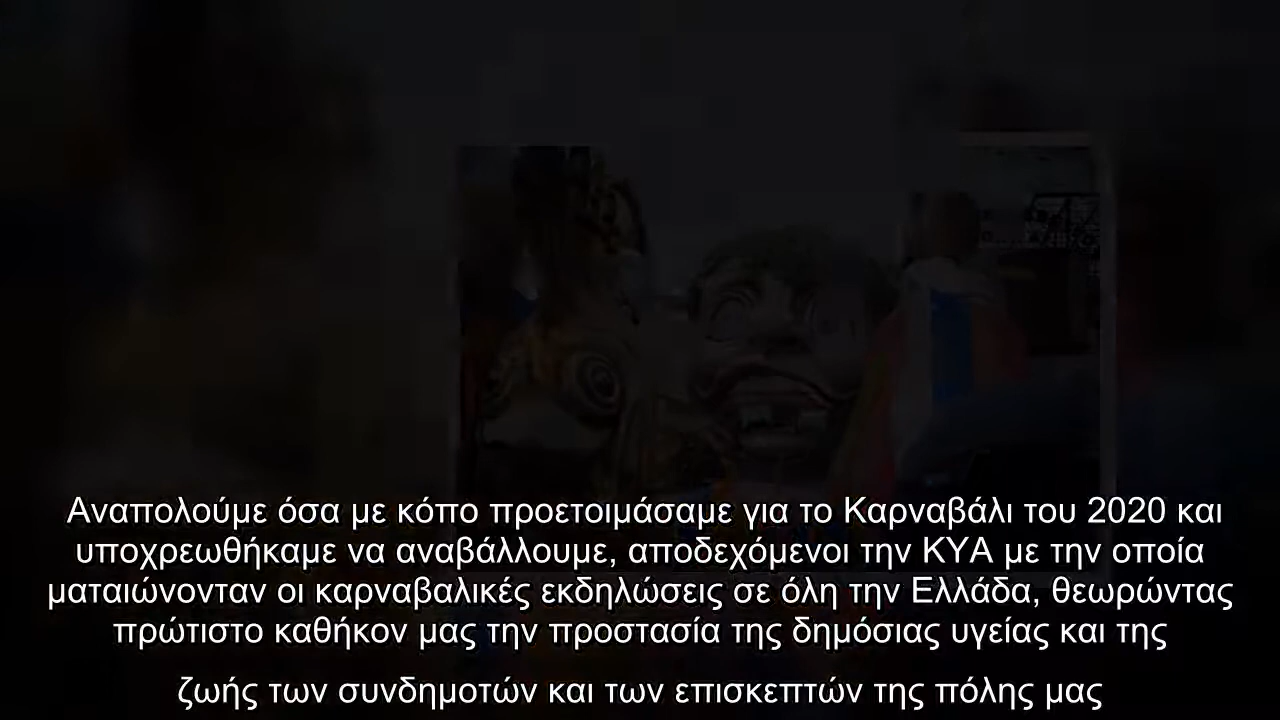 Αναπολούμε όσα με κόπο προετοιμάσαμε για το Καρναβάλι του 2020 και
υποχρεωθήκαμε να αναβάλλουμε, αποδεχόμενοι την ΚΥΑ με την οποία
ματαιώνονταν οι καρναβαλικές εκδηλώσεις σε όλη την Ελλάδα, θεωρώντας
πρώτιστο καθήκον μας την προστασία της δημόσιας υγείας και της
ζωής των συνδημοτών και των επισκεπτών της πόλης μας